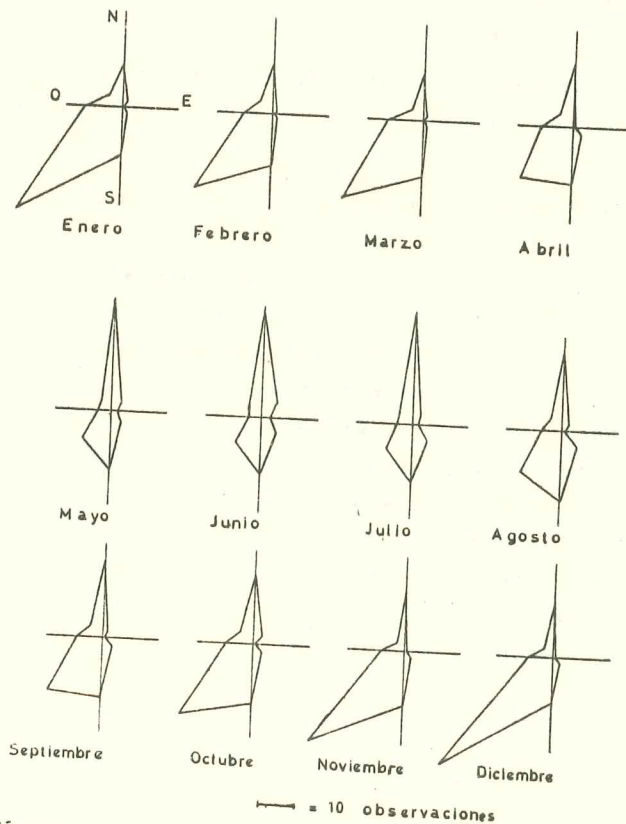 N
O E
S
Enero Febrero Marzo Abril
Mayo Junio Julio Agosto
Septiembre Octubre Noviembre Diciembre
= 10 observaciones